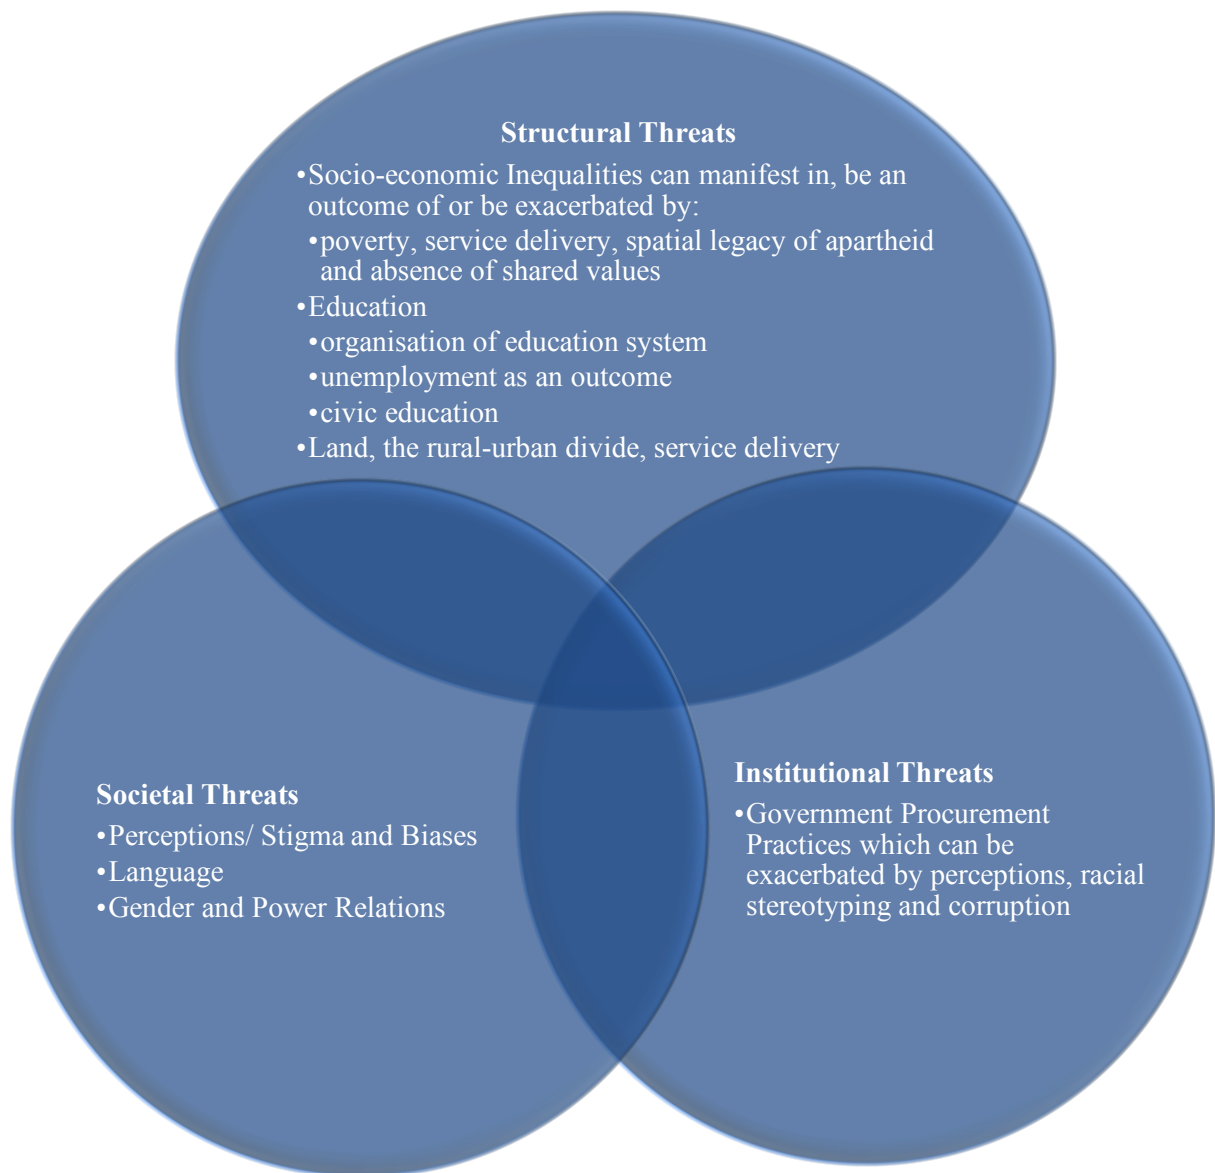 Structural Threats
•Socio-economic Inequalities can manifest in, be an
outcome of or be exacerbated by:
•poverty, service delivery, spatial legacy of apartheid
and absence of shared values
•Education
•organisation of education system
•unemployment as an outcome
•civic education
•Land, the rural-urban divide, service delivery
Societal Threats
•Perceptions/ Stigma and Biases
•Language
•Gender and Power Relations
Institutional Threats
•Government Procurement
Practices which can be
exacerbated by perceptions, racial
stereotyping and corruption